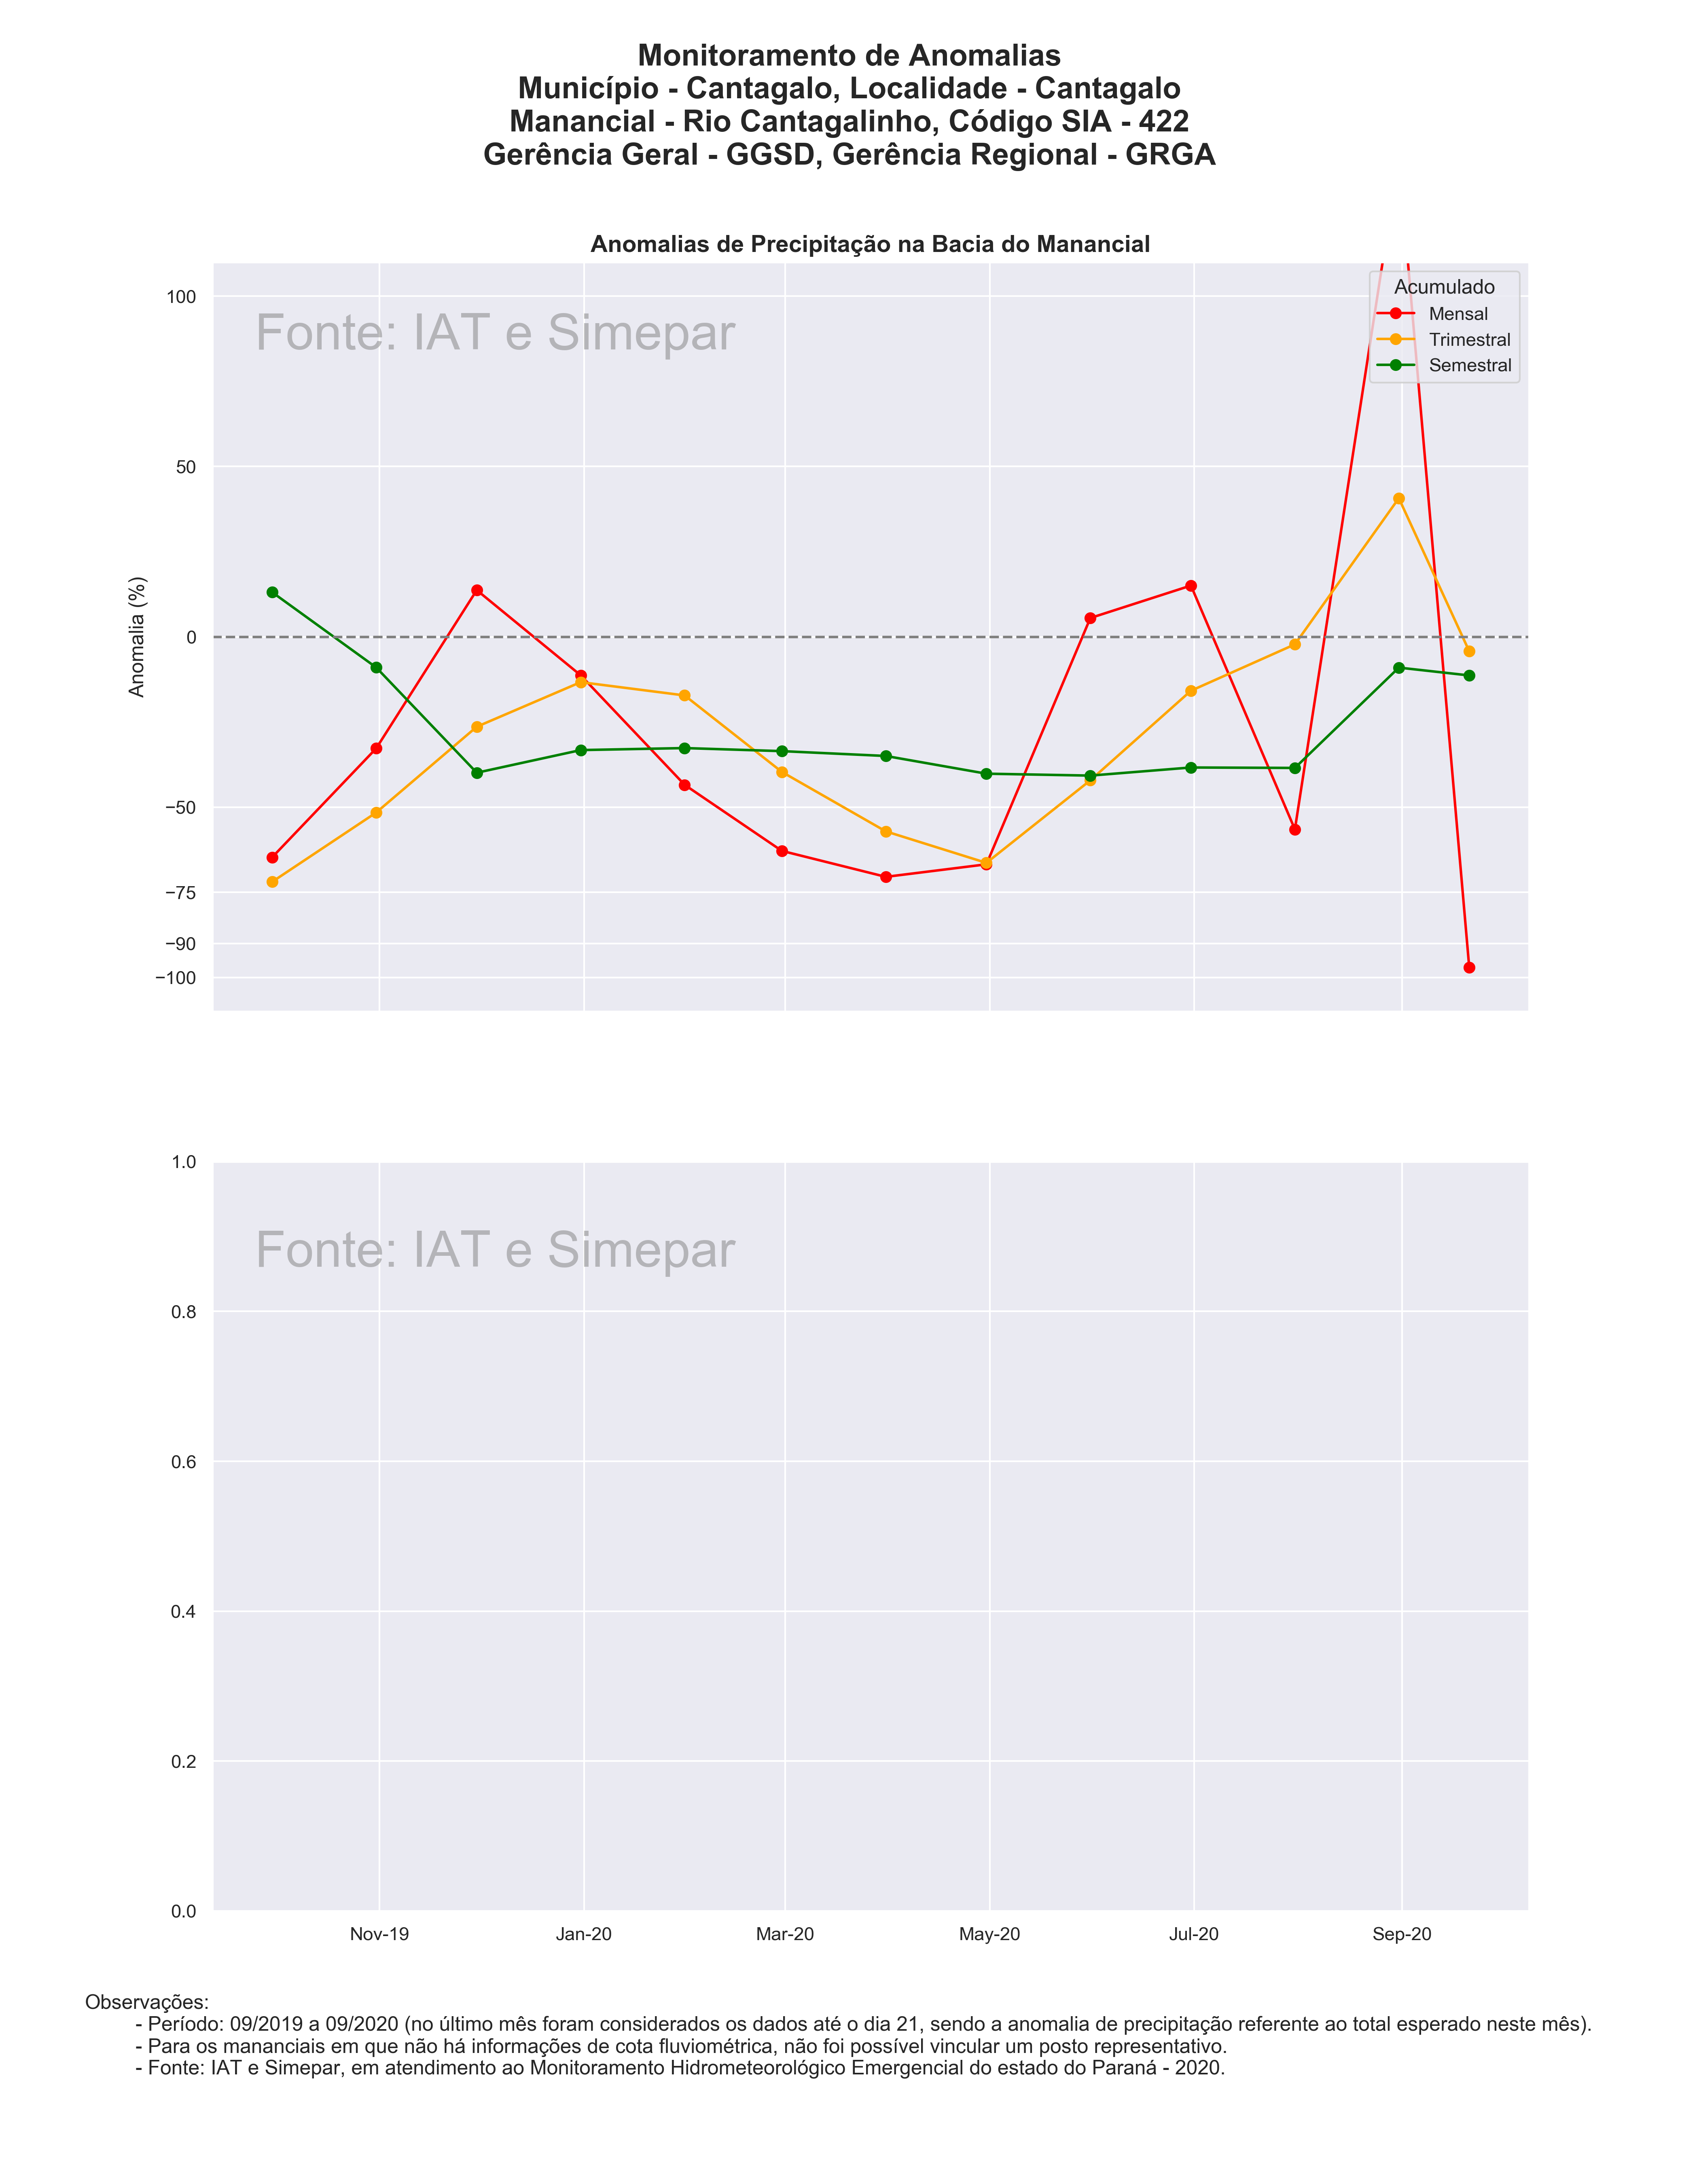 Monitoramento de Anomalias
Município - Cantagalo, Localidade - Cantagalo
Manancial - Rio Cantagalinho, Código SIA - 422
Gerência Geral - GGSD, Gerência Regional - GRGA
Anomalias de Precipitação na Bacia do Manancial
Fonte: IAT e Simepar
Acumulado
Mensal
Trimestral
Semestral
Anomalia (%)
100
50
0
−50
−75
−90
−100
Fonte: IAT e Simepar
1.0
0.8
0.6
0.4
0.2
0.0
Nov-19 Jan-20 Mar-20 May-20 Jul-20 Sep-20
Observações:
- Período: 09/2019 a 09/2020 (no último mês foram considerados os dados até o dia 21, sendo a anomalia de precipitação referente ao total esperado neste mês).
- Para os mananciais em que não há informações de cota fluviométrica, não foi possível vincular um posto representativo.
- Fonte: IAT e Simepar, em atendimento ao Monitoramento Hidrometeorológico Emergencial do estado do Paraná - 2020.